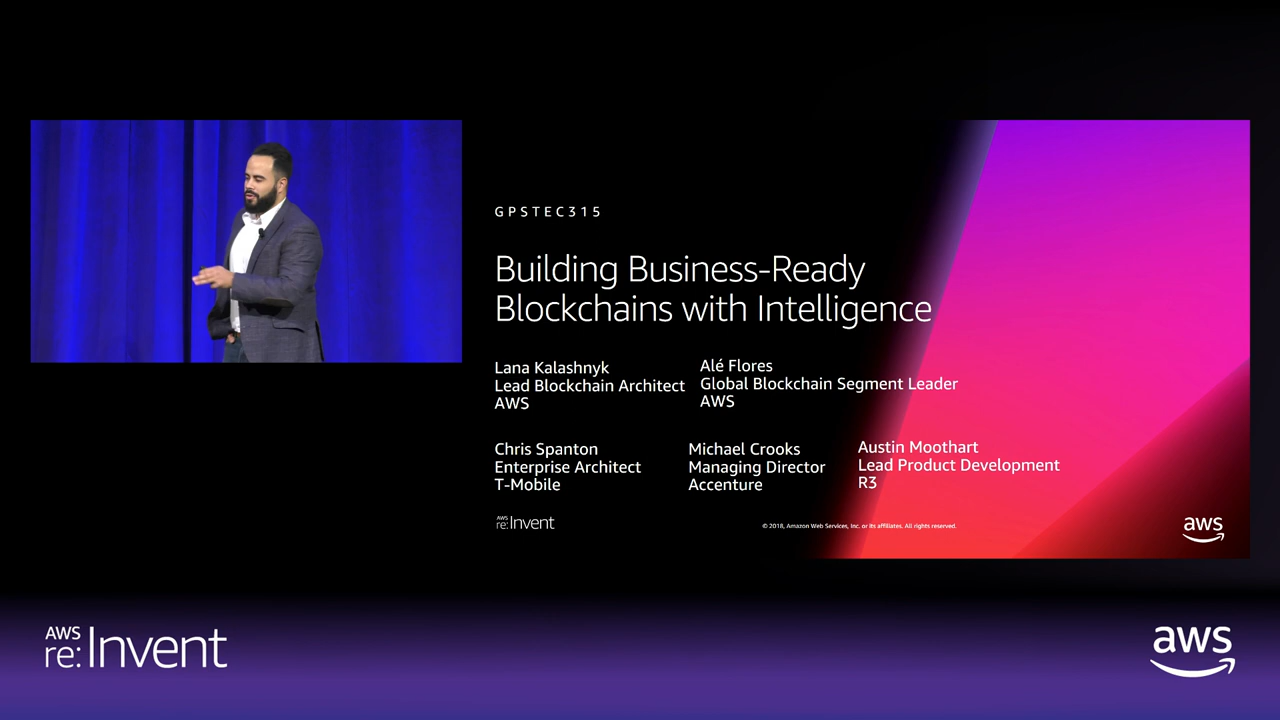 GPSTEC315
Building Business-Ready
Blockchains with Intelligence
Lana Kalashnyk
Lead Blockchain Architect
AWS
Alé Flores
Global Blockchain Segment Leader
AWS
Chris Spanton
Enterprise Architect
T-Mobile
Michael Crooks
Managing Director
Accenture
Austin Moothart
Lead Product Development
R3
AWS
re:Invent
© 2018, Amazon Web Services, Inc. or its affiliates. All rights reserved.
aws
AWS
re:Invent
aws